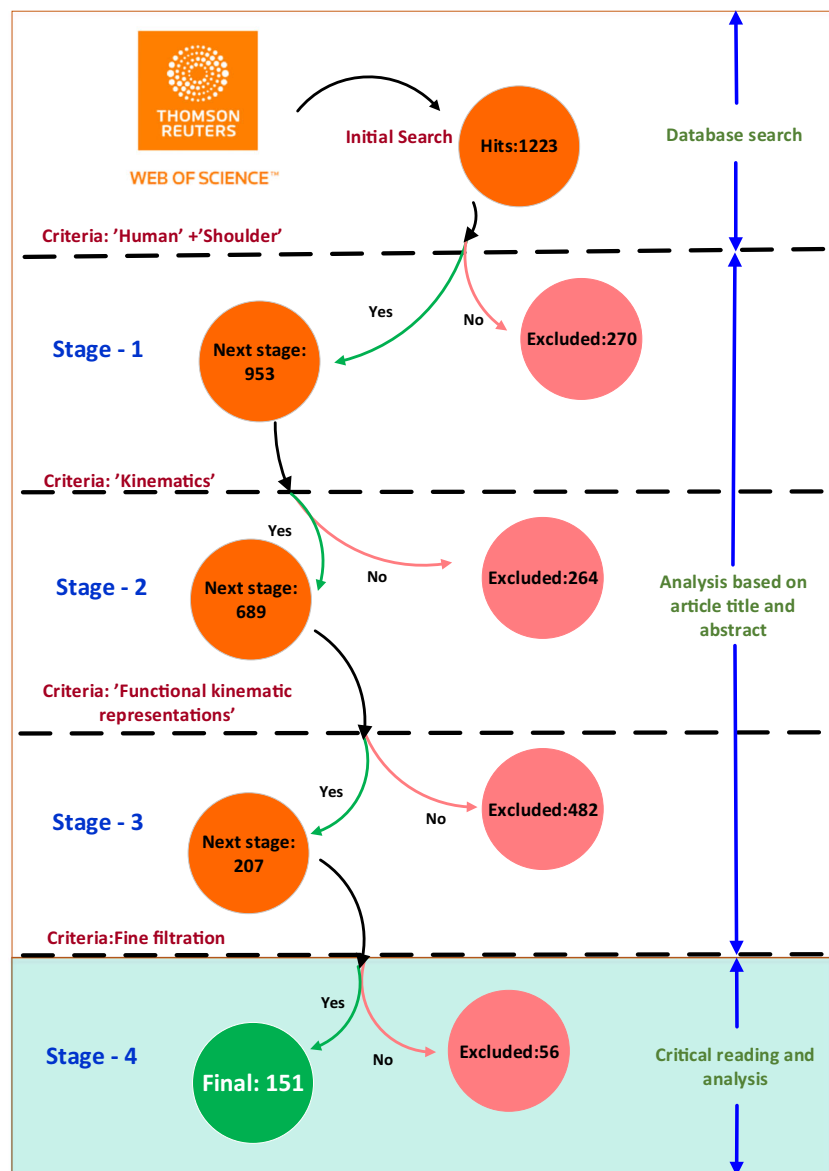 THOMSON
REUTERS
WEB OF SCIENCE™
Initial Search
Hits:1223
Database search
Criteria: ’Human’ +’Shoulder’
Yes
No
Stage - 1
Next stage:
953
Excluded:270
Criteria: ’Kinematics’
Yes
No
Stage - 2
Next stage:
689
Excluded:264
Analysis based on
article title and
abstract
Criteria: ’Functional kinematic
representations’
Yes
No
Stage - 3
Next stage:
207
Excluded:482
Criteria:Fine filtration
Yes
No
Stage - 4
Final: 151
Excluded:56
Critical reading and
analysis